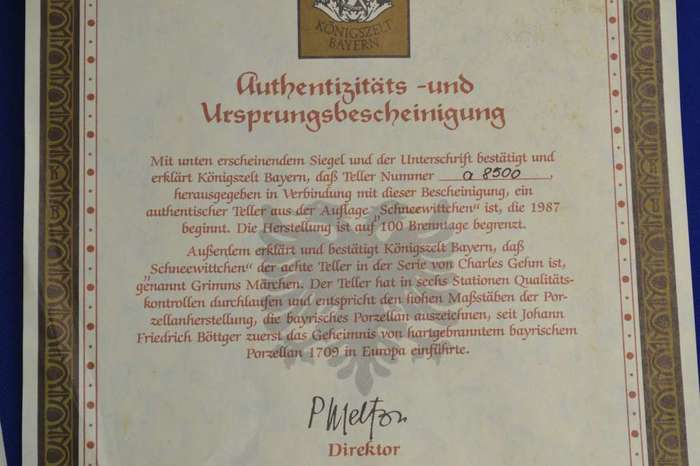 KÖNIGSZELT
BAYERN
Authentizitäts -und
Ursprungsbescheinigung
Mit unten erscheinendem Siegel und der Unterschrift bestätigt und
erklärt Königszelt Bayern, daß Teller Nummer a 8500,
herausgegeben in Verbindung mit dieser Bescheinigung, ein
authentischer Teller aus der Auflage „Schneewittchen“ ist, die 1987
beginnt. Die Herstellung ist auf 100 Brenntage begrenzt.
Außerdem erklärt und bestätigt Königszelt Bayern, daß
„Schneewittchen“ der achte Teller in der Serie von Charles Gehm ist,
genannt Grimms Märchen. Der Teller hat in sechs Stationen Qualitäts-
kontrollen durchlaufen und entspricht den hohen Maßstäben der Por-
zellanherstellung, die bayrisches Porzellan auszeichnen, seit Johann
Friedrich Böttger zuerst das Geheimnis von hartgebranntem bayrischem
Porzellan 1709 in Europa einführte.
P Melton
Direktor